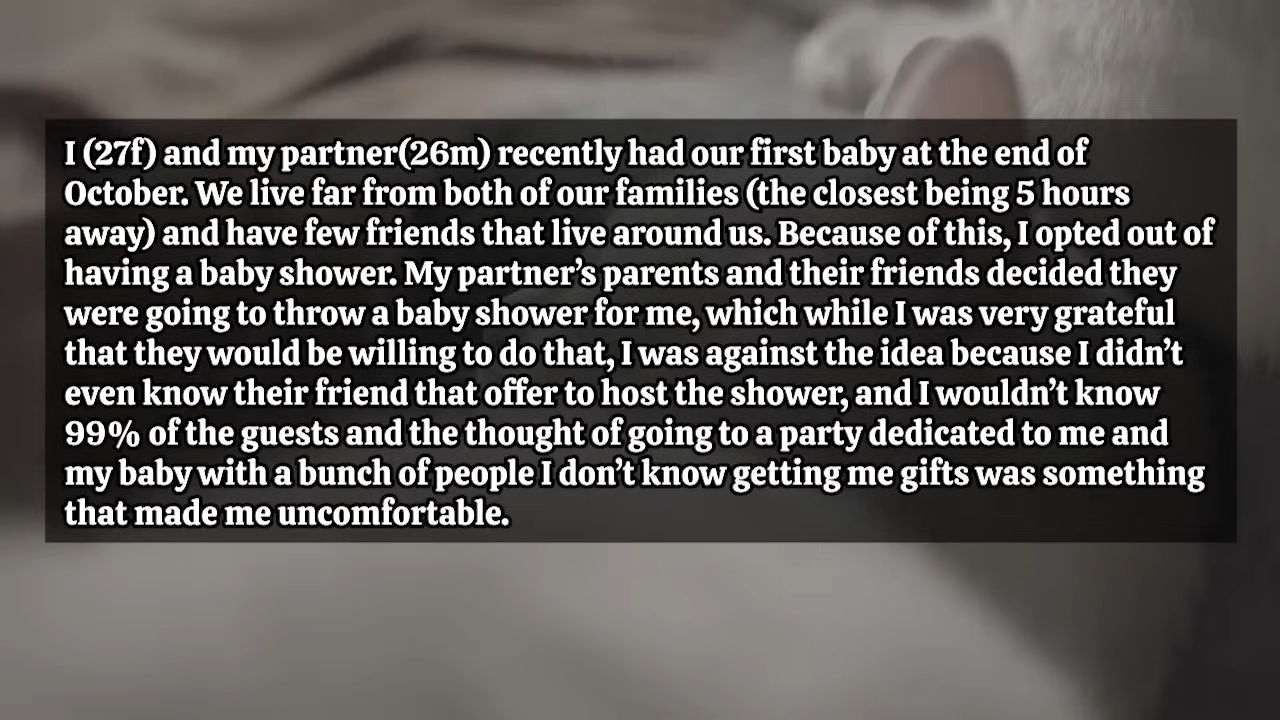 I (27f) and my partner(26m) recently had our first baby at the end of
October. We live far from both of our families (the closest being 5 hours
away) and have few friends that live around us. Because of this, I opted out of
having a baby shower. My partner’s parents and their friends decided they
were going to throw a baby shower for me, which while I was very grateful
that they would be willing to do that, I was against the idea because I didn’t
even know their friend that offer to host the shower, and I wouldn’t know
99% of the guests and the thought of going to a party dedicated to me and
my baby with a bunch of people I don’t know getting me gifts was something
that made me uncomfortable.